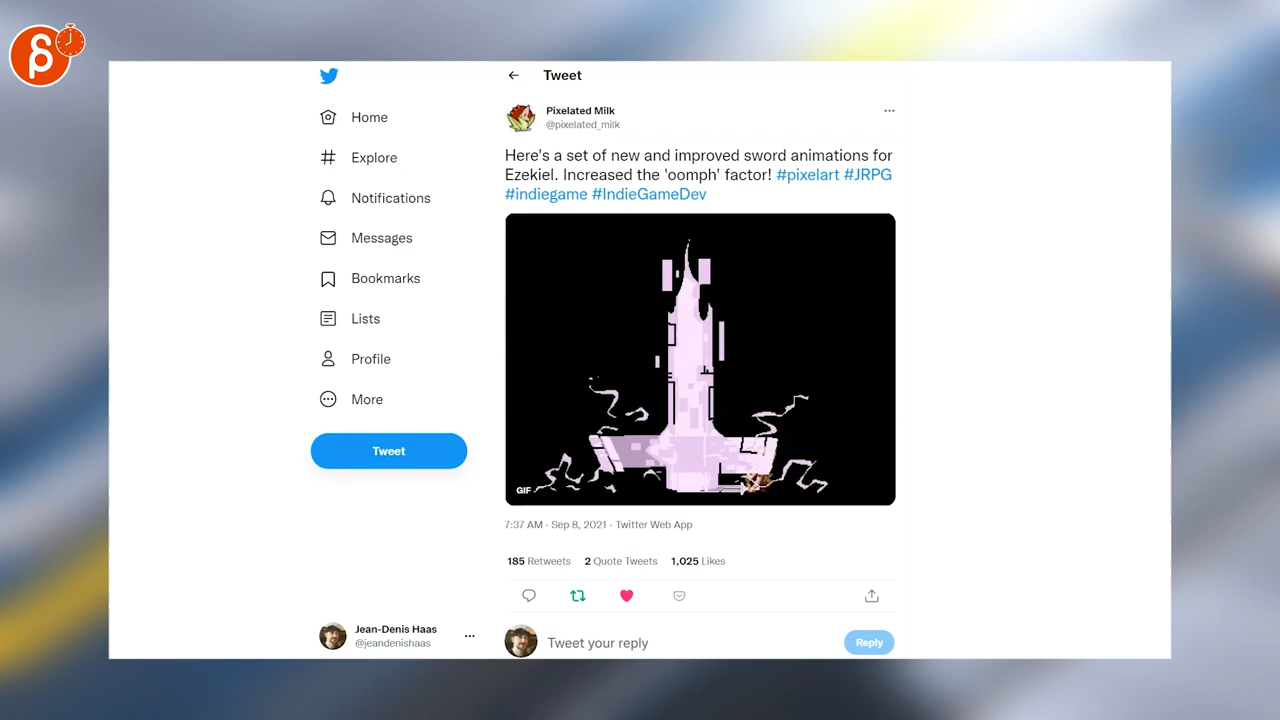 Tweet
Home
Explore
Notifications
Messages
Bookmarks
Lists
Profile
More
Tweet
Pixelated Milk
@pixelated_milk
Here's a set of new and improved sword animations for
Ezekiel. Increased the 'oomph' factor! #pixelart #JRPG
#indiegame #IndieGameDev
GIF
7:37 AM · Sep 8, 2021 · Twitter Web App
185 Retweets 2 Quote Tweets 1,025 Likes
Jean-Denis Haas
@jeandenishaas
Tweet your reply
Reply